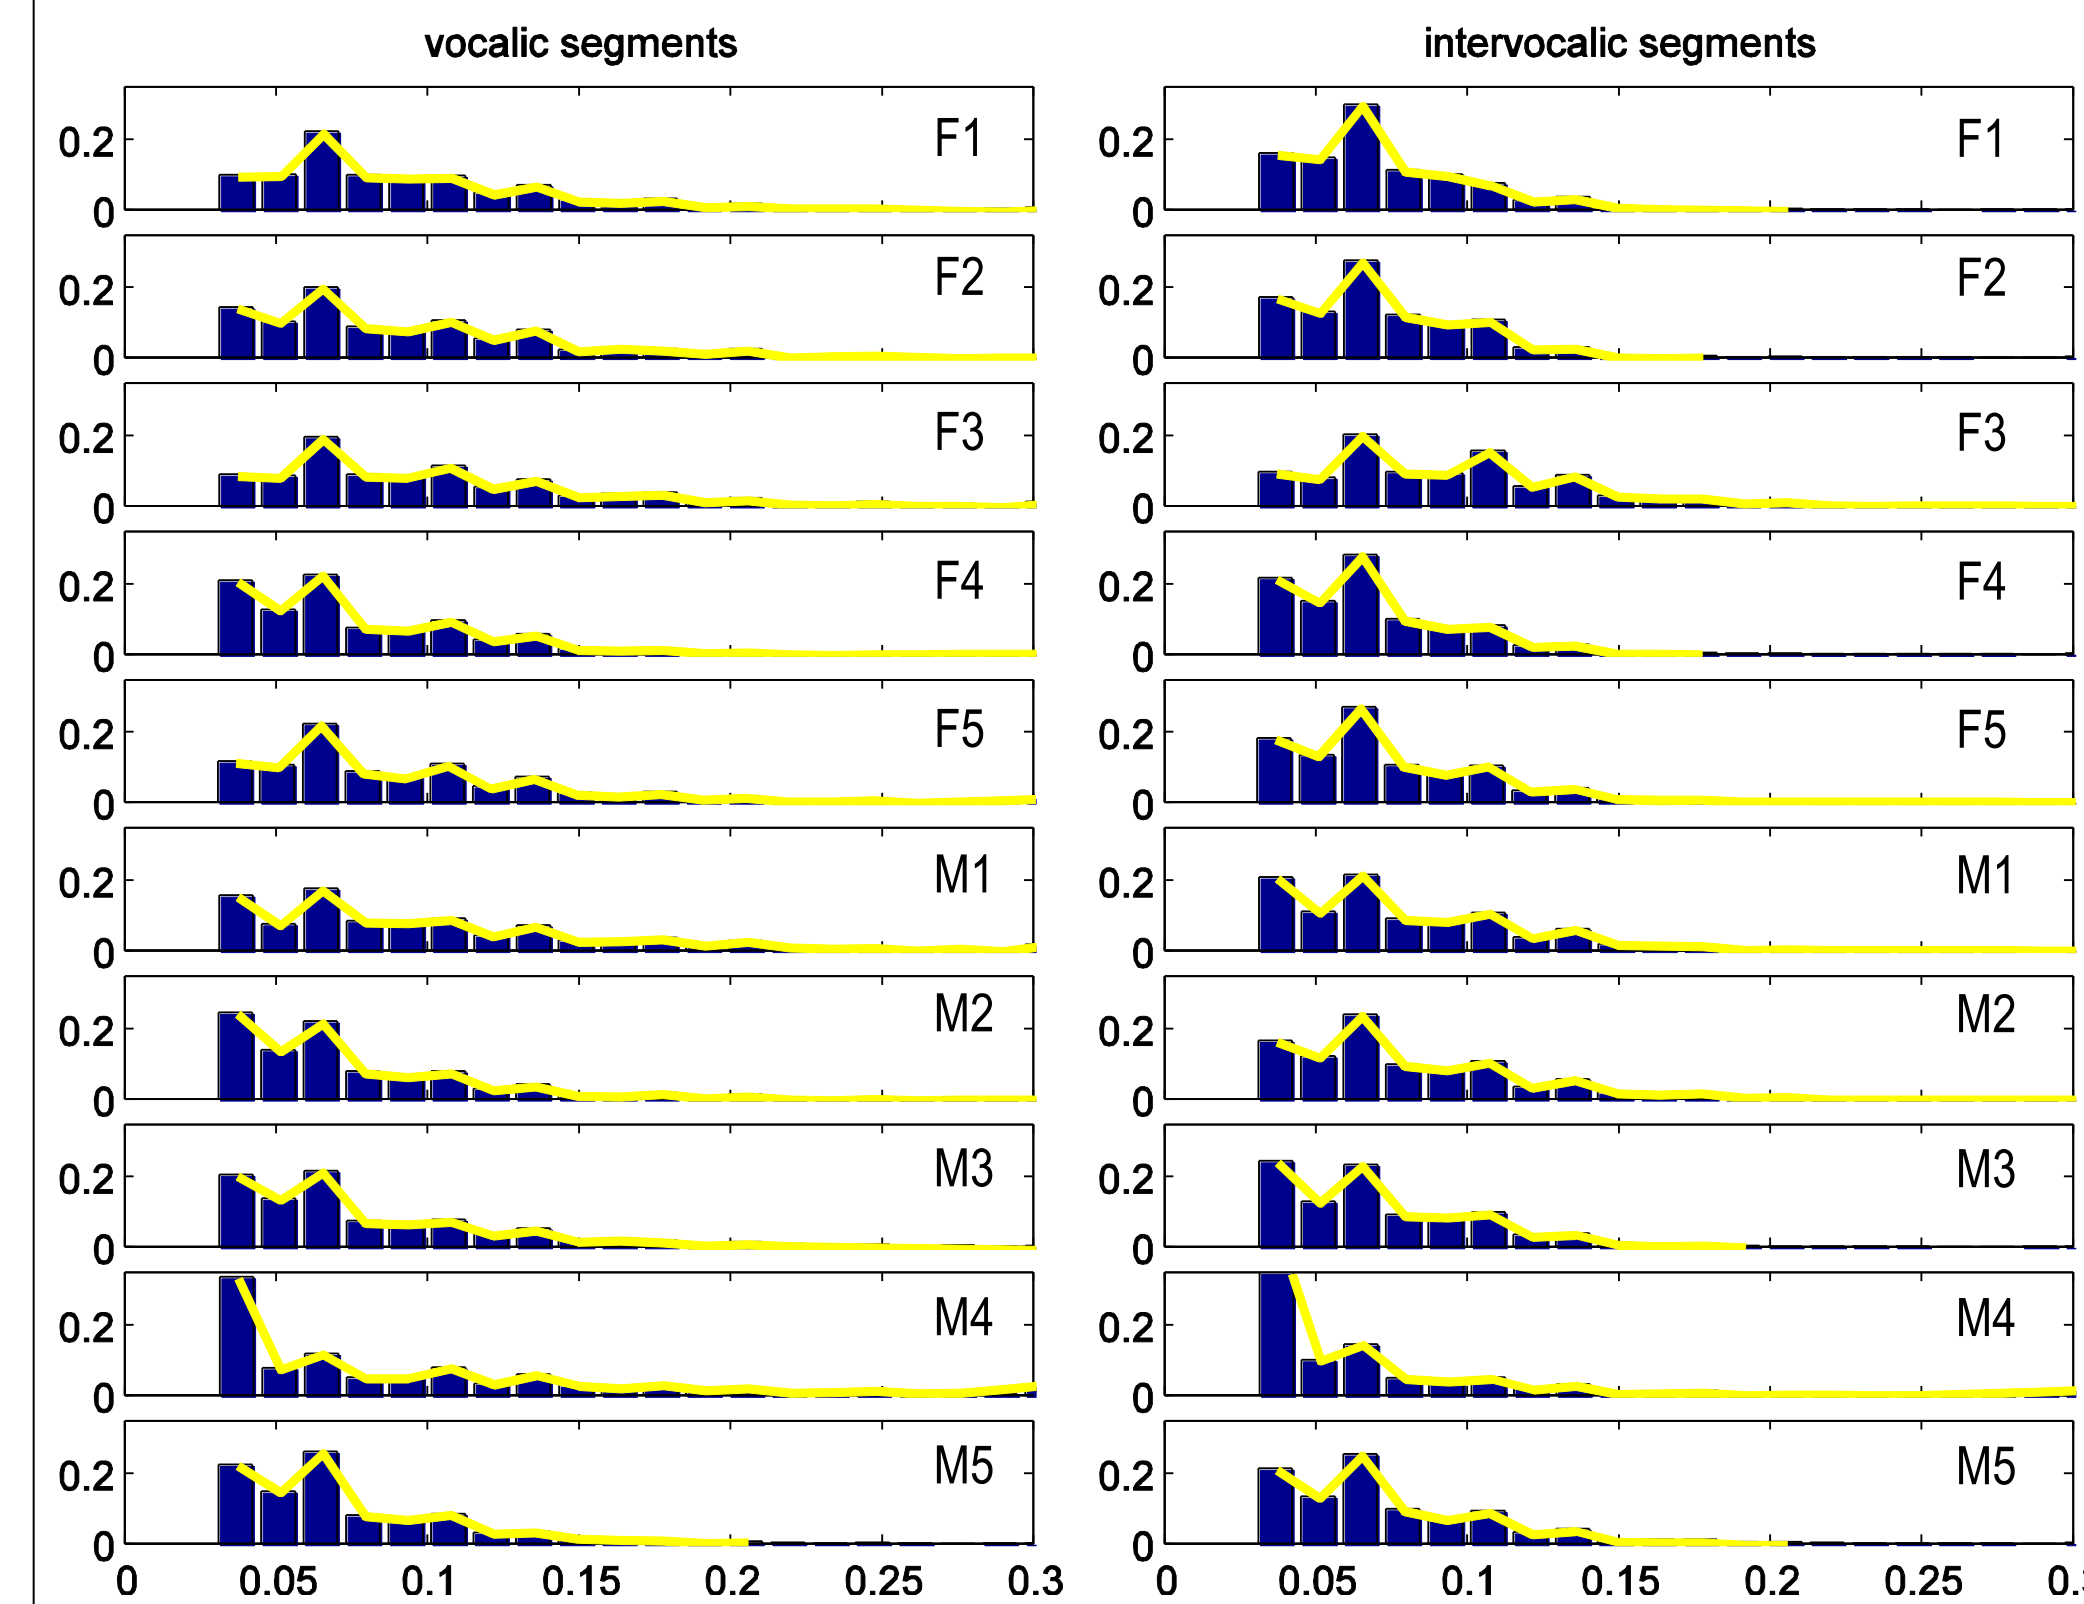 vocalic segments intervocalic segments
0.2 F1 0.2 F1
0 0
0.2 F2 0.2 F2
0 0
0.2 F3 0.2 F3
0 0
0.2 F4 0.2 F4
0 0
0.2 F5 0.2 F5
0 0
0.2 M1 0.2 M1
0 0
0.2 M2 0.2 M2
0 0
0.2 M3 0.2 M3
0 0
0.2 M4 0.2 M4
0 0
0.2 M5 0.2 M5
0 0
0 0.05 0.1 0.15 0.2 0.25 0.3 0 0.05 0.1 0.15 0.2 0.25